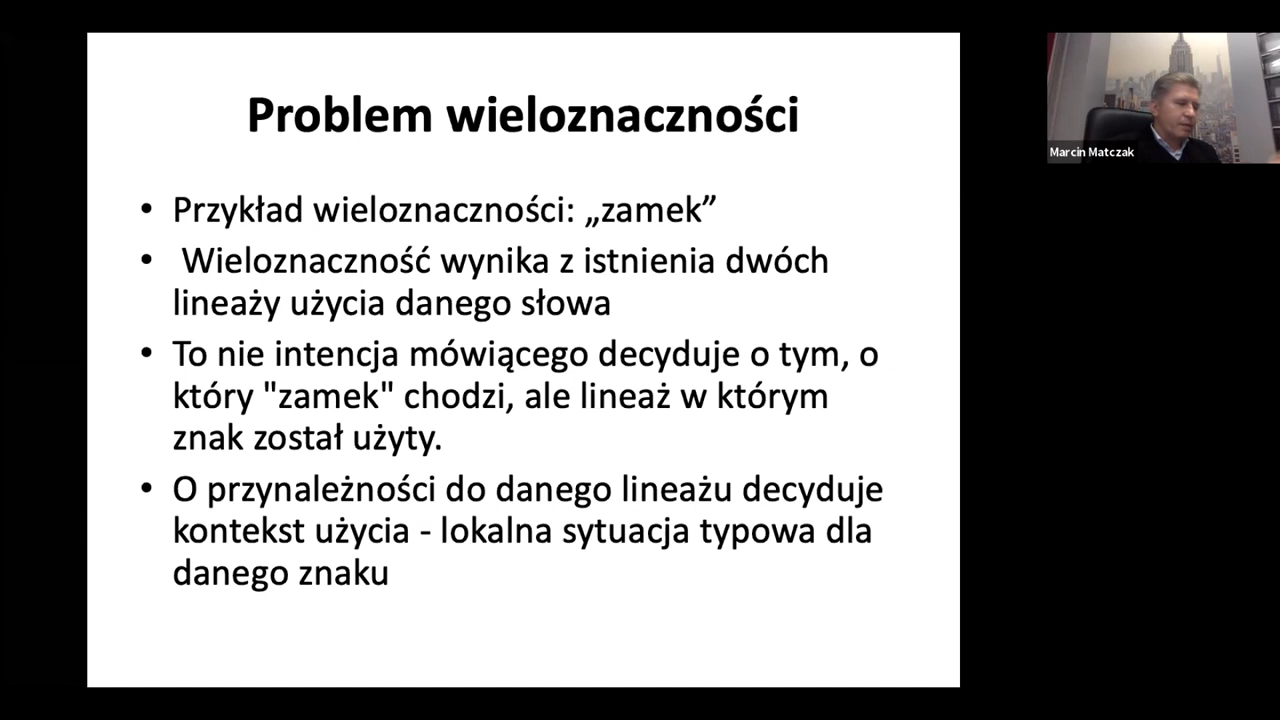 Problem wieloznaczności
• Przykład wieloznaczności: „zamek”
• Wieloznaczność wynika z istnienia dwóch
lineaży użycia danego słowa
• To nie intencja mówiącego decyduje o tym, o
który "zamek" chodzi, ale lineaż w którym
znak został użyty.
• O przynależności do danego lineażu decyduje
kontekst użycia - lokalna sytuacja typowa dla
danego znaku
Marcin Matczak